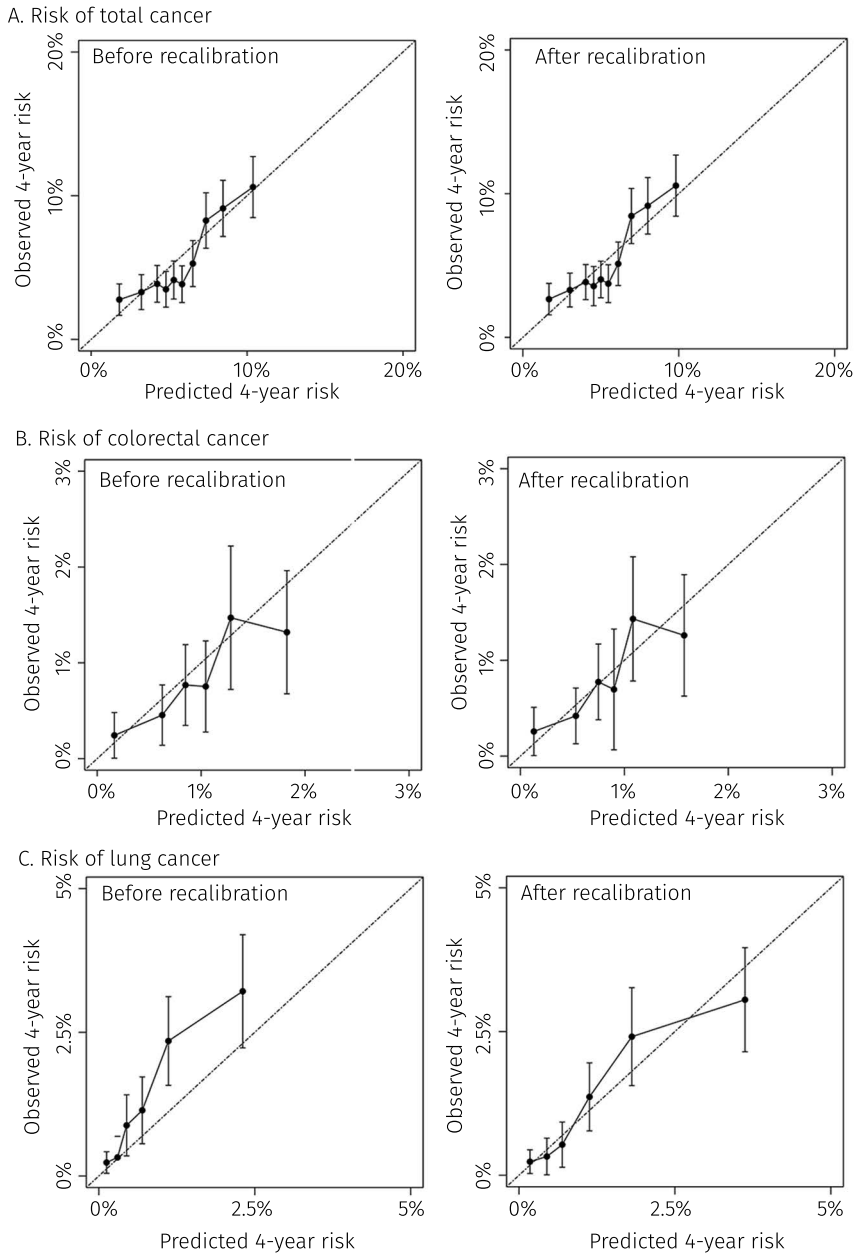 A. Risk of total cancer
Before recalibration
After recalibration
Observed 4-year risk
20%
10%
0%
0%
10%
20%
Predicted 4-year risk
Observed 4-year risk
20%
10%
0%
0%
10%
20%
Predicted 4-year risk
B. Risk of colorectal cancer
Before recalibration
After recalibration
Observed 4-year risk
3%
2%
1%
0%
0%
1%
2%
3%
Predicted 4-year risk
Observed 4-year risk
3%
2%
1%
0%
0%
1%
2%
3%
Predicted 4-year risk
C. Risk of lung cancer
Before recalibration
After recalibration
Observed 4-year risk
5%
2.5%
0%
0%
2.5%
5%
Predicted 4-year risk
Observed 4-year risk
5%
2.5%
0%
0%
2.5%
5%
Predicted 4-year risk